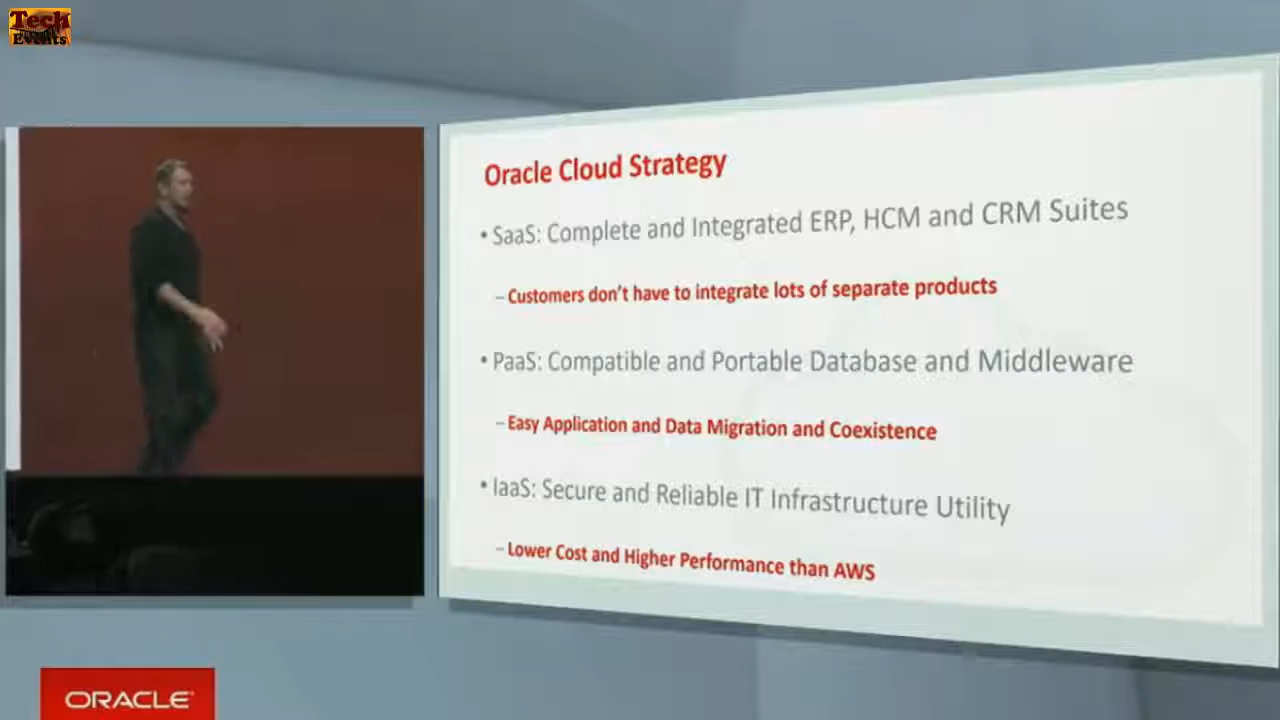 Tech
Events
Oracle Cloud Strategy
• SaaS: Complete and Integrated ERP, HCM and CRM Suites
– Customers don't have to integrate lots of separate products
• PaaS: Compatible and Portable Database and Middleware
– Easy Application and Data Migration and Coexistence
• IaaS: Secure and Reliable IT Infrastructure Utility
– Lower Cost and Higher Performance than AWS
ORACLE